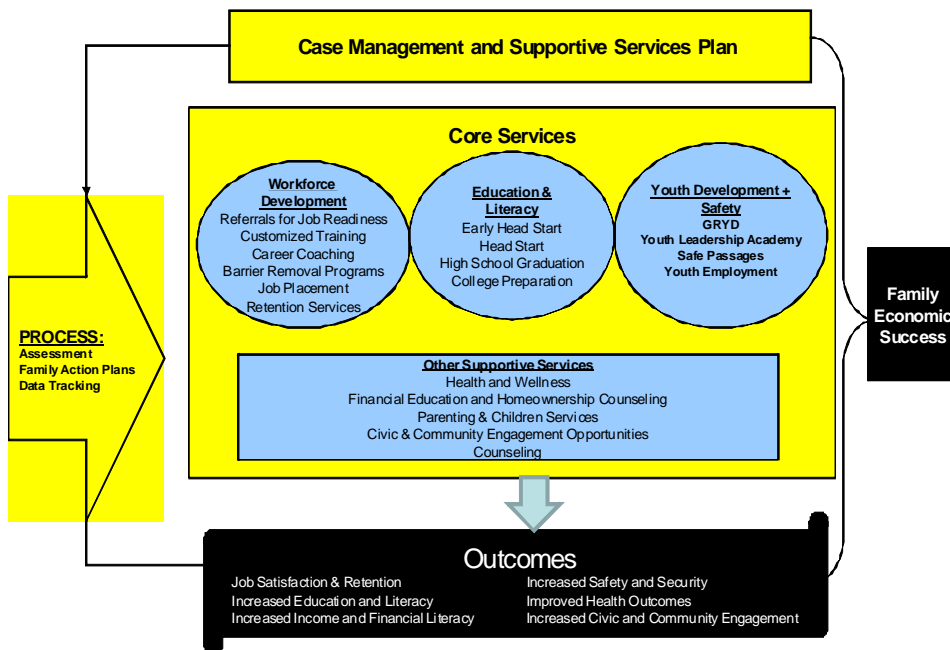 Case Management and Supportive Services Plan
Core Services
Workforce
Development
Referrals for Job Readiness
Customized Training
Career Coaching
Barrier Removal Programs
Job Placement
Retention Services
Education &
Literacy
Early Head Start
Head Start
High School Graduation
College Preparation
Youth Development +
Safety
GRYD
Youth Leadership Academy
Safe Passages
Youth Employment
PROCESS:
Assessment
Family Action Plans
Data Tracking
Family
Economic
Success
Other Supportive Services
Health and Wellness
Financial Education and Homeownership Counseling
Parenting & Children Services
Civic & Community Engagement Opportunities
Counseling
Outcomes
Job Satisfaction & Retention
Increased Education and Literacy
Increased Income and Financial Literacy
Increased Safety and Security
Improved Health Outcomes
Increased Civic and Community Engagement